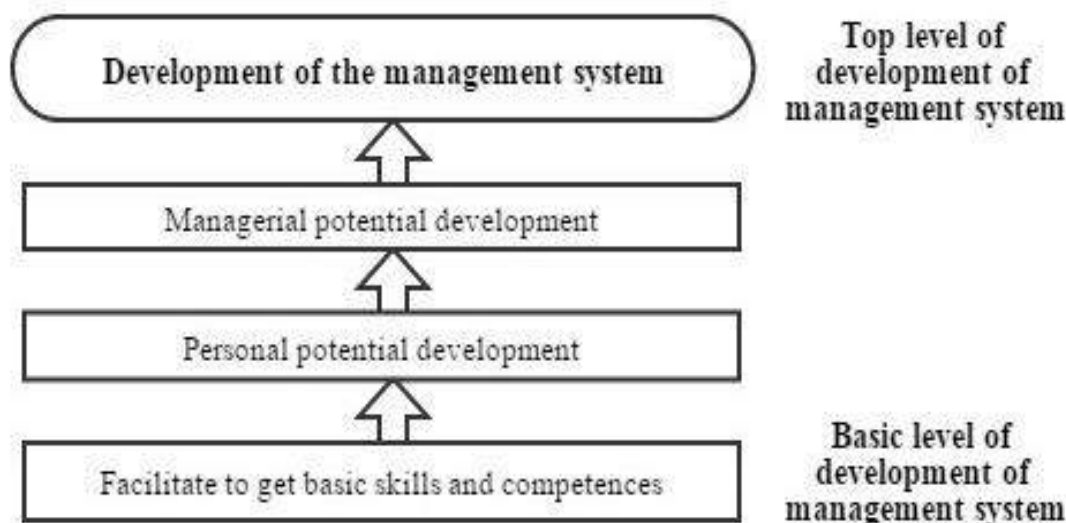 Development of the management system
Top level of
development of
management system
Managerial potential development
Personal potential development
Facilitate to get basic skills and competences
Basic level of
development of
management system